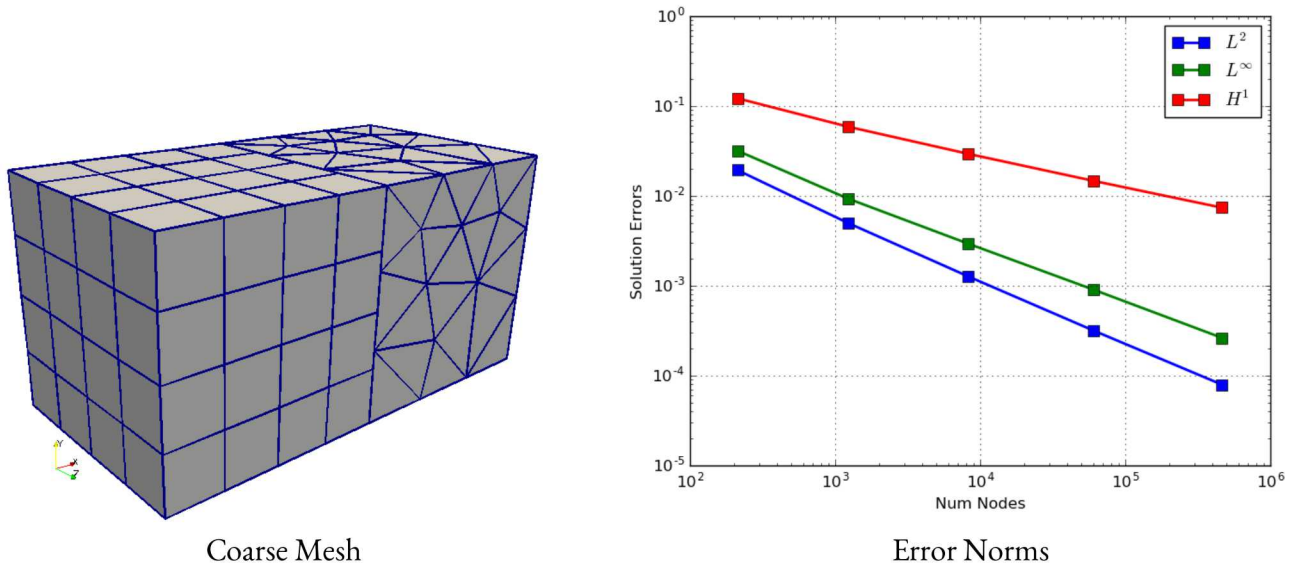 Y
X
Z
Coarse Mesh
10^0
10^-1
10^-2
10^-3
10^-4
10^-5
Solution Errors
10^2 10^3 10^4 10^5 10^6
Num Nodes
L^2
L^∞
H^1
Error Norms